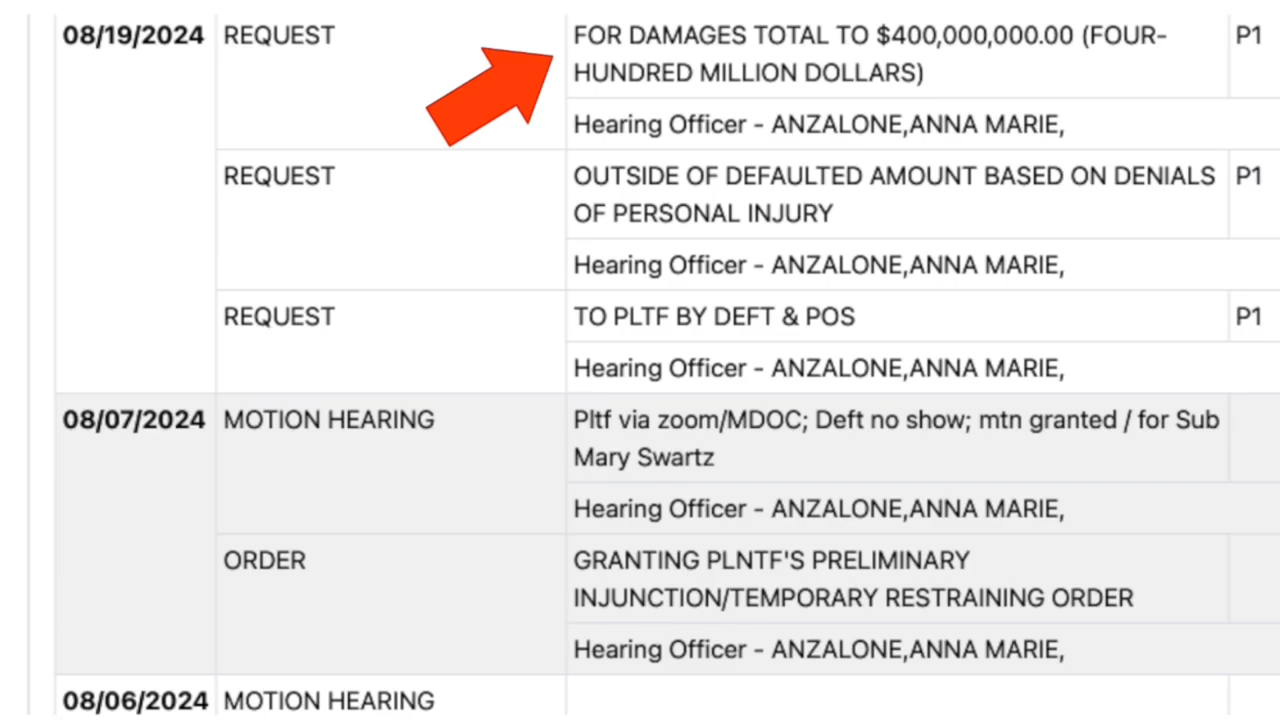 08/19/2024 REQUEST FOR DAMAGES TOTAL TO $400,000,000.00 (FOUR- P1
HUNDRED MILLION DOLLARS)
Hearing Officer - ANZALONE,ANNA MARIE,
REQUEST OUTSIDE OF DEFAULTED AMOUNT BASED ON DENIALS P1
OF PERSONAL INJURY
Hearing Officer - ANZALONE,ANNA MARIE,
REQUEST TO PLTF BY DEFT & POS P1
Hearing Officer - ANZALONE,ANNA MARIE,
08/07/2024 MOTION HEARING Pltf via zoom/MDOC; Deft no show; mtn granted / for Sub
Mary Swartz
Hearing Officer - ANZALONE,ANNA MARIE,
ORDER GRANTING PLNTF'S PRELIMINARY
INJUNCTION/TEMPORARY RESTRAINING ORDER
Hearing Officer - ANZALONE,ANNA MARIE,
08/06/2024 MOTION HEARING